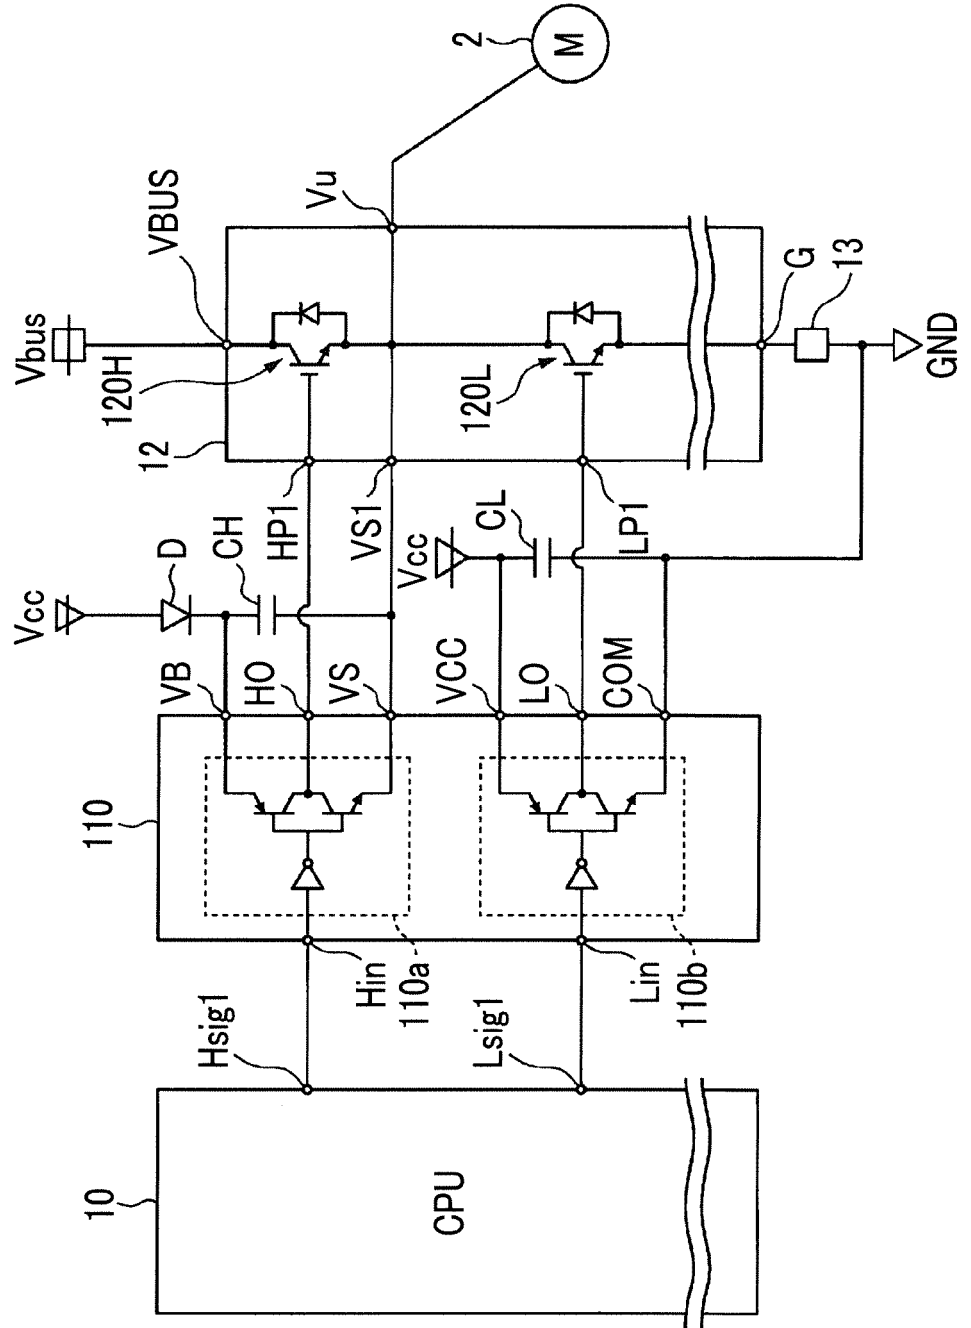 10
CPU
Hsig1
Lsig1
110
Hin
110a
Lin
110b
VB
HO
VS
VCC
LO
COM
Vcc
D
CH
Vcc
CL
12
HP1
VS1
LP1
Vbus
VBUS
120H
120L
Vu
G
13
GND
2
M